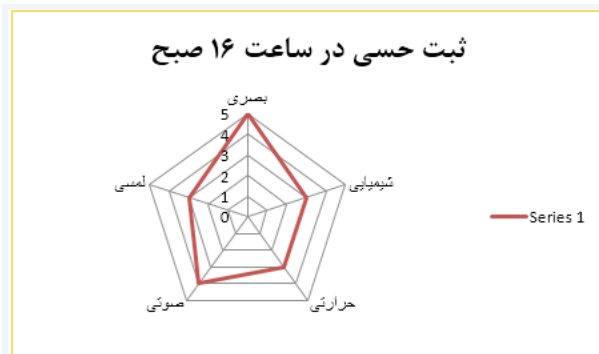 ثبت حسی در ساعت ۱۶ صبح
بصری
5
4
3
2
1
0
شیمیایی
حرارتی
صوتی
لمسی
Series 1